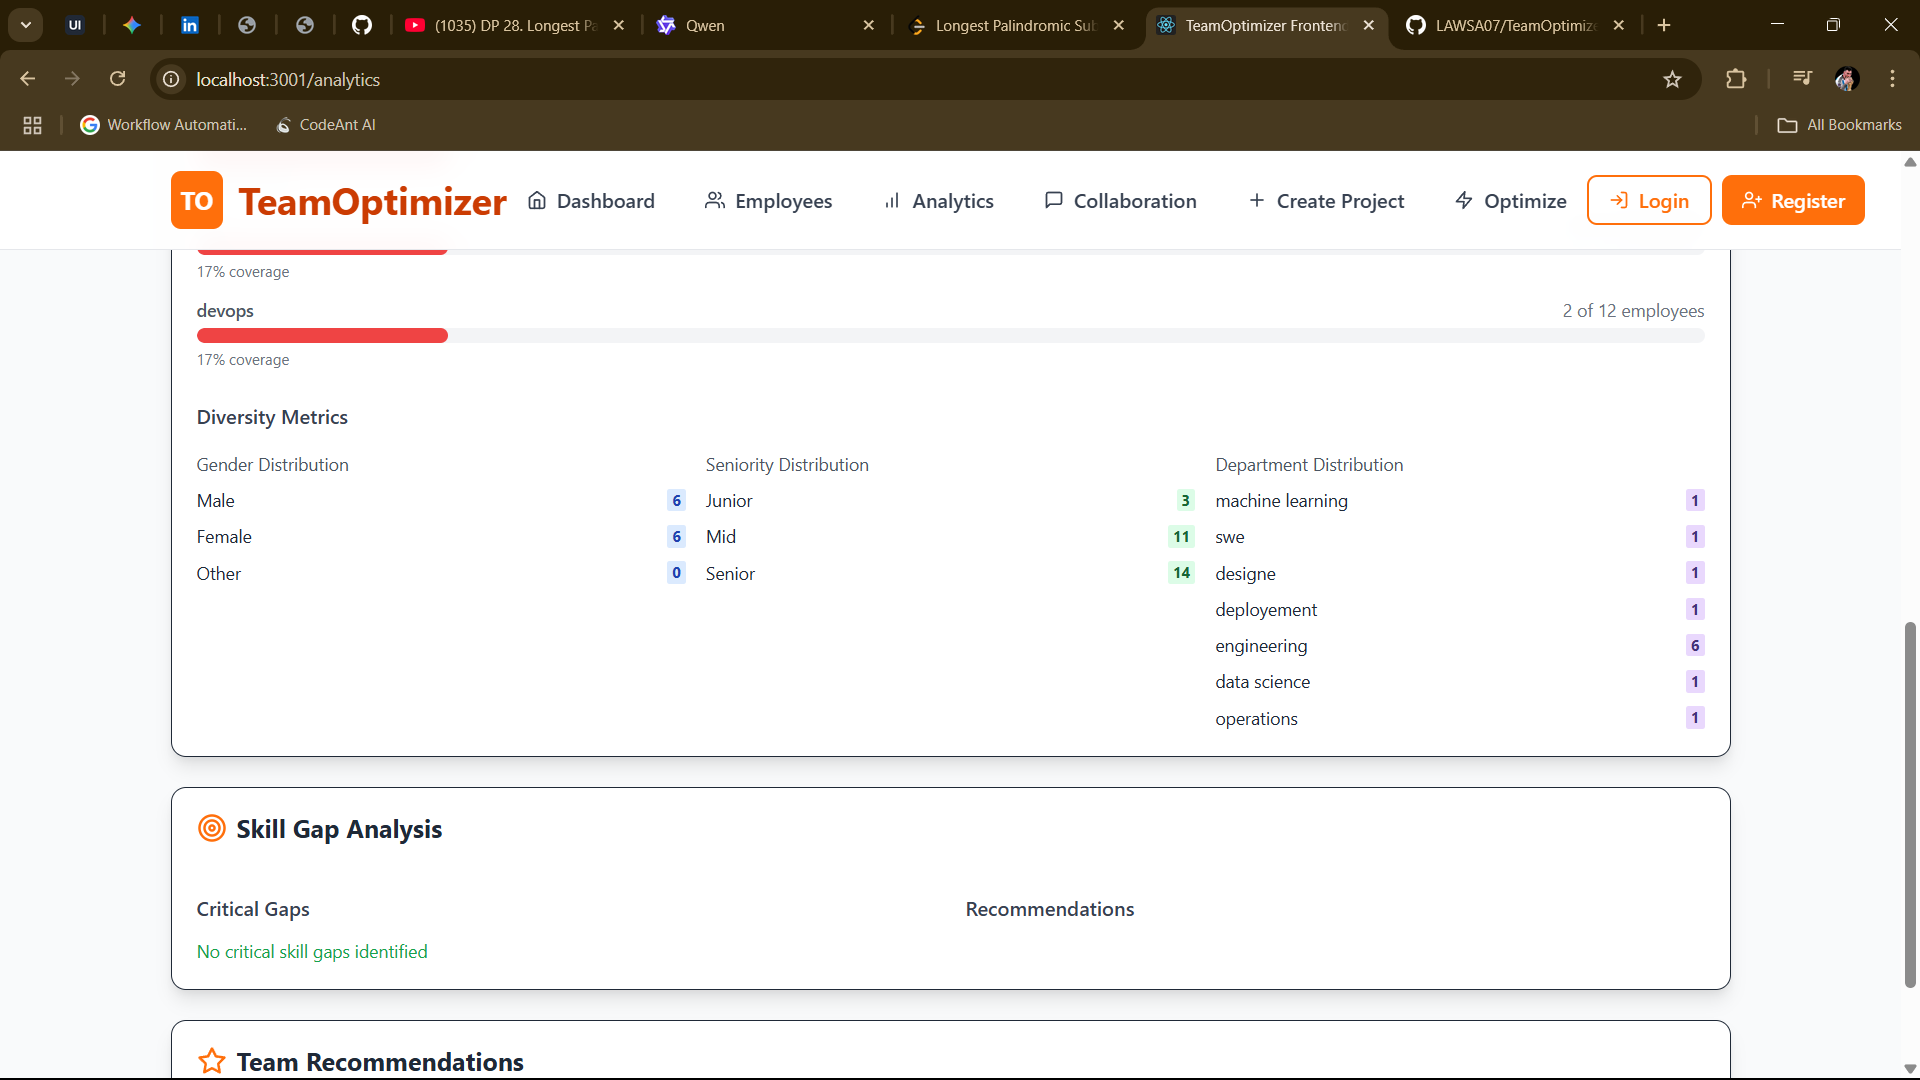 UI
(1035) DP 28. Longest Pa
Qwen
Longest Palindromic Sub
TeamOptimizer Frontend
LAWSA07/TeamOptimize
localhost:3001/analytics
Workflow Automati...
CodeAnt AI
All Bookmarks
TO TeamOptimizer
Dashboard
Employees
Analytics
Collaboration
Create Project
Optimize
Login
Register
17% coverage
devops
2 of 12 employees
17% coverage
Diversity Metrics
Gender Distribution
Male 6
Female 6
Other 0
Seniority Distribution
Junior 3
Mid 11
Senior 14
Department Distribution
machine learning 1
swe 1
designe 1
deployement 1
engineering 6
data science 1
operations 1
Skill Gap Analysis
Critical Gaps
No critical skill gaps identified
Recommendations
Team Recommendations